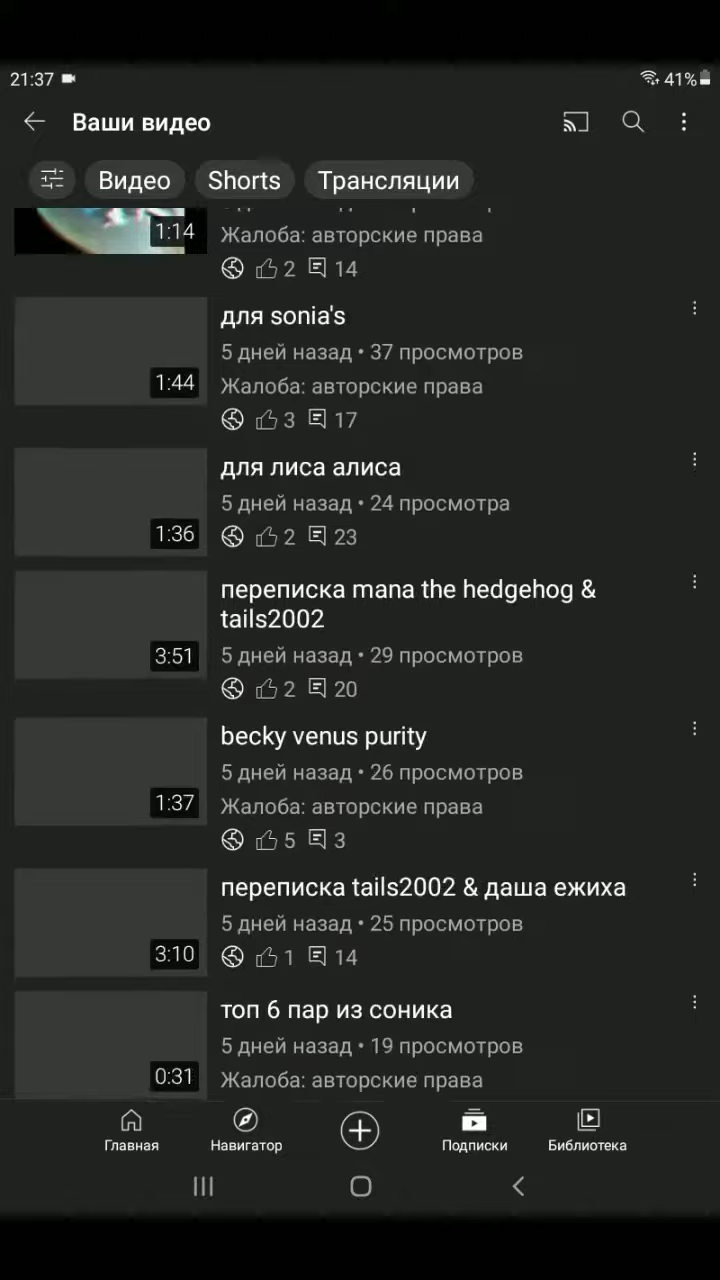 21:37
41%
Ваши видео
Видео
Shorts
Трансляции
1:14
Жалоба: авторские права
2
14
для sonia's
5 дней назад • 37 просмотров
1:44
Жалоба: авторские права
3
17
для лиса алиса
5 дней назад • 24 просмотра
1:36
2
23
переписка mana the hedgehog &
tails2002
3:51
5 дней назад • 29 просмотров
2
20
becky venus purity
5 дней назад • 26 просмотров
1:37
Жалоба: авторские права
5
3
переписка tails2002 & даша ежиха
5 дней назад • 25 просмотров
3:10
1
14
топ 6 пар из соника
5 дней назад • 19 просмотров
0:31
Жалоба: авторские права
Главная
Навигатор
Подписки
Библиотека